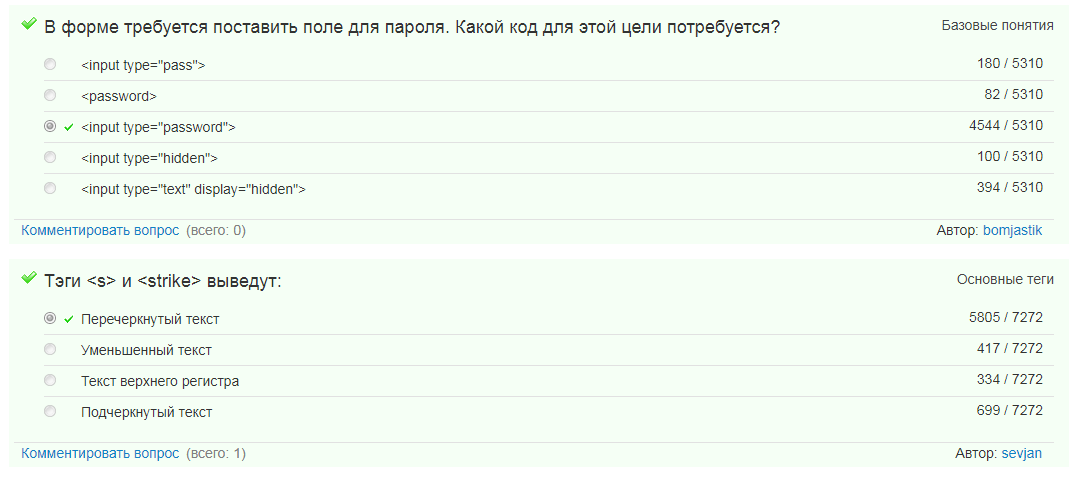 В форме требуется поставить поле для пароля. Какой код для этой цели потребуется? Базовые понятия
<input type="pass"> 180 / 5310
<password> 82 / 5310
<input type="password"> 4544 / 5310
<input type="hidden"> 100 / 5310
<input type="text" display="hidden"> 394 / 5310
Комментировать вопрос (всего: 0) Автор: bomjastik
Тэги <s> и <strike> выведут: Основные теги
Перечеркнутый текст 5805 / 7272
Уменьшенный текст 417 / 7272
Текст верхнего регистра 334 / 7272
Подчеркнутый текст 699 / 7272
Комментировать вопрос (всего: 1) Автор: sevjan